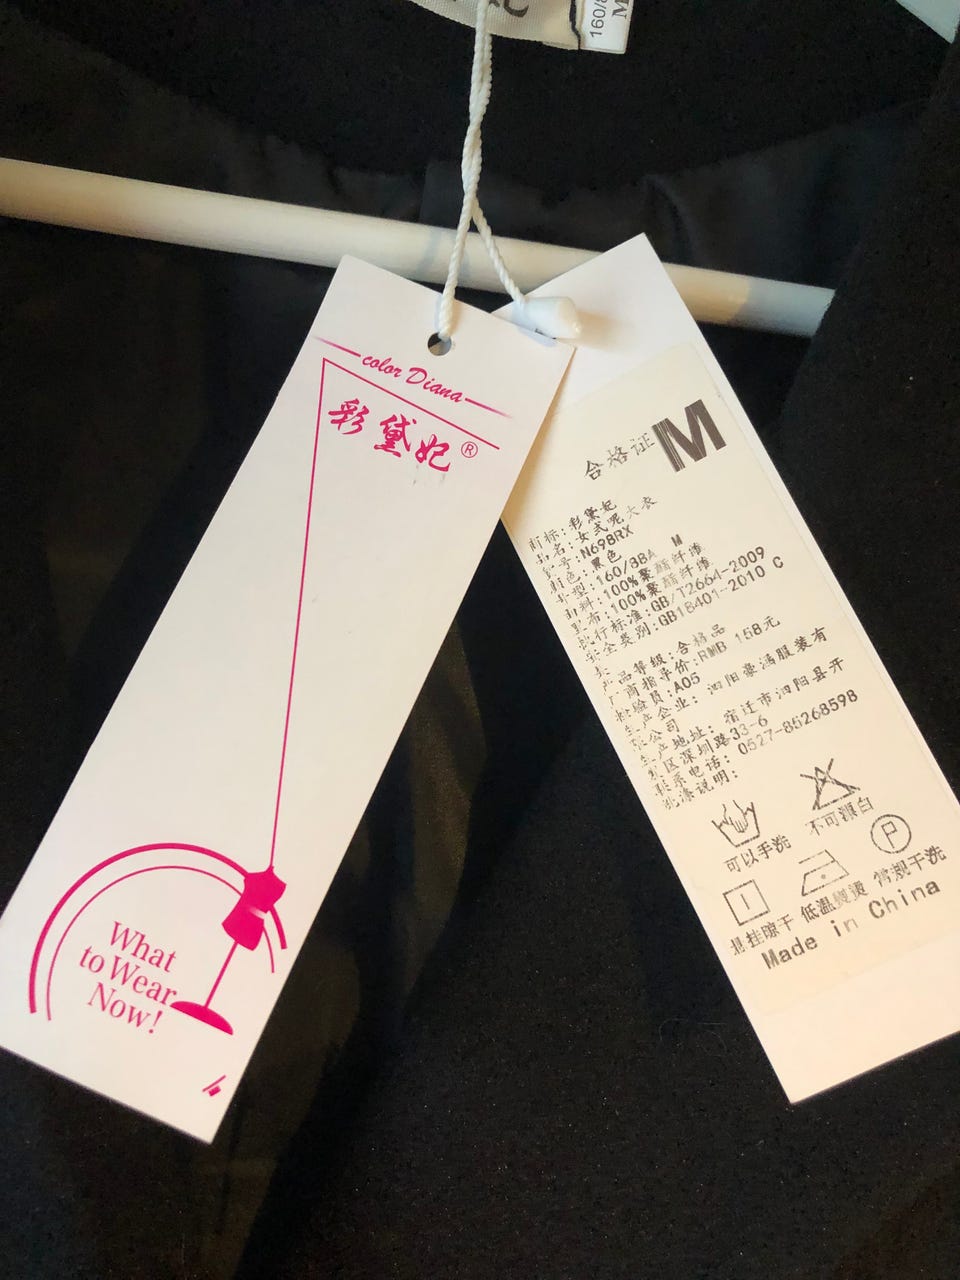 160/8
M
color Diana
彩黛妃®
What
to Wear
Now!
合格证 M
商标:彩黛妃
品名:女式呢大衣
型号:N698RX
颜色:黑色
号型:160/88A M
面料:100%聚酯纤维
里布:100%聚酯纤维
执行标准:GB/T2664-2009
安全类别:GB18401-2010 C
产品等级:合格品
厂商指导价:RMB 158元
检验员:A05
生产企业: 泗阳豪涵服装有
限公司
生产地址: 宿迁市泗阳县开
发区深圳路33-6
联系电话: 0527-85268598
洗涤说明:
可以手洗
不可漂白
P
悬挂晾干 低温熨烫 常规干洗
Made in China